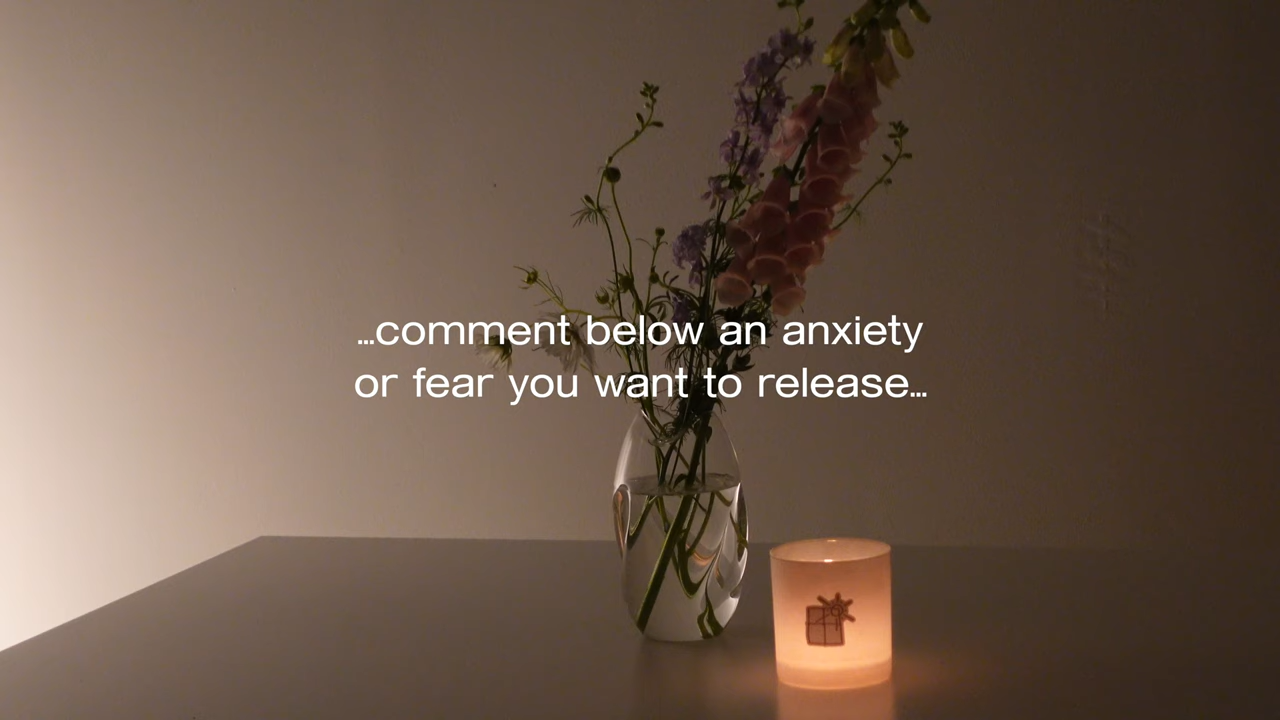 …comment below an anxiety
or fear you want to release…